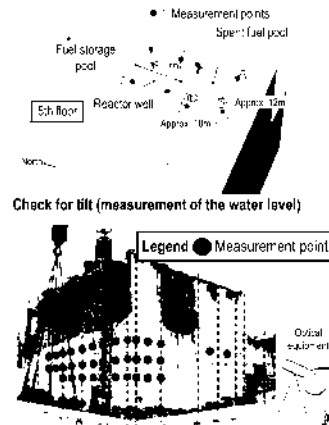 ● : Measurement points
Spent fuel pool
Fuel storage
pool
Reactor well
5th floor
Approx. 12m
Approx. 10m
North
Check for tilt (measurement of the water level)
Legend ● Measurement point
Optical
equipment